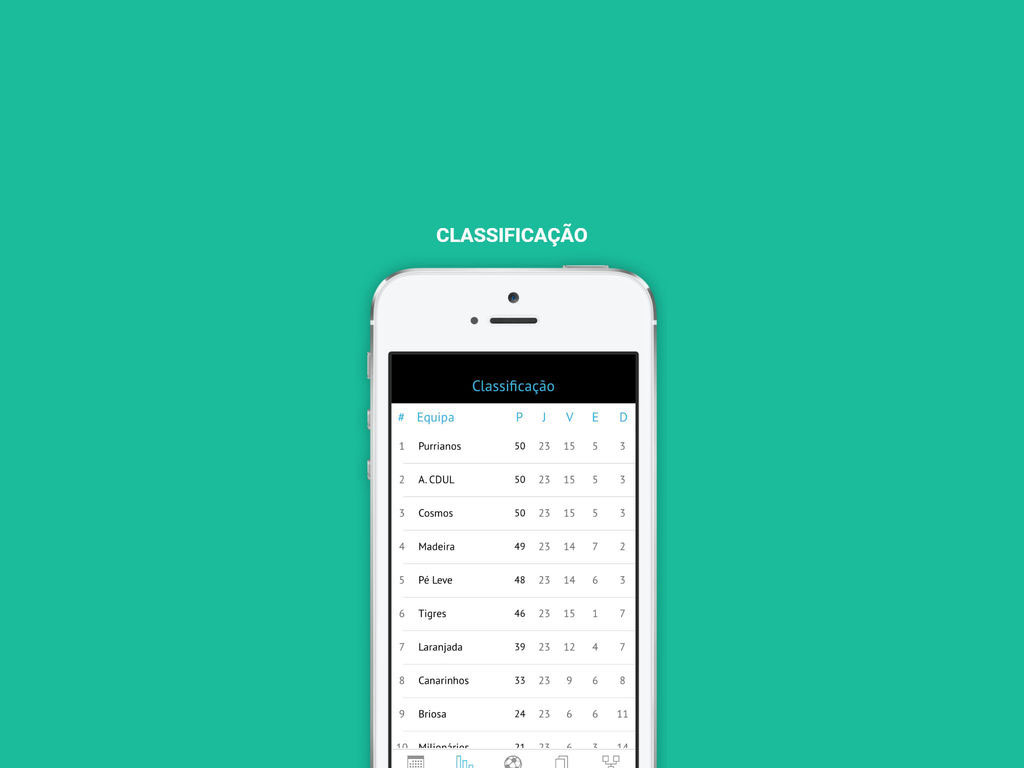 CLASSIFICAÇÃO
Classificação
# Equipa P J V E D
1 Purrianos 50 23 15 5 3
2 A. CDUL 50 23 15 5 3
3 Cosmos 50 23 15 5 3
4 Madeira 49 23 14 7 2
5 Pé Leve 48 23 14 6 3
6 Tigres 46 23 15 1 7
7 Laranjada 39 23 12 4 7
8 Canarinhos 33 23 9 6 8
9 Briosa 24 23 6 6 11
10 Milionários 21 23 6 3 14